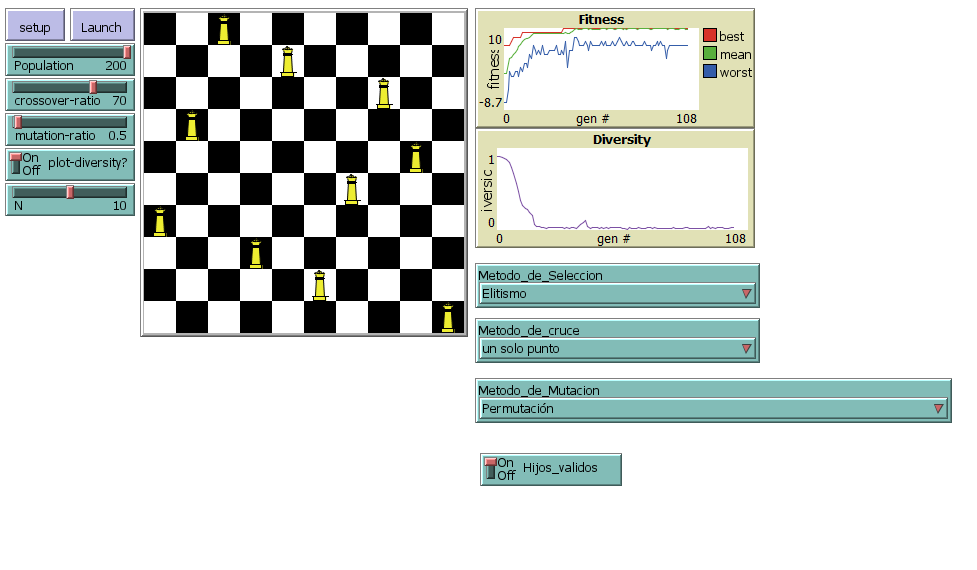 setup
Launch
Population 200
crossover-ratio 70
mutation-ratio 0.5
On
Off
plot-diversity?
N 10
Fitness
10
fitness
-8.7
0
gen #
108
best
mean
worst
Diversity
1
iversic
0
0
gen #
108
Metodo_de_Seleccion
Elitismo
Metodo_de_cruce
un solo punto
Metodo_de_Mutacion
Permutación
On
Off
Hijos_validos